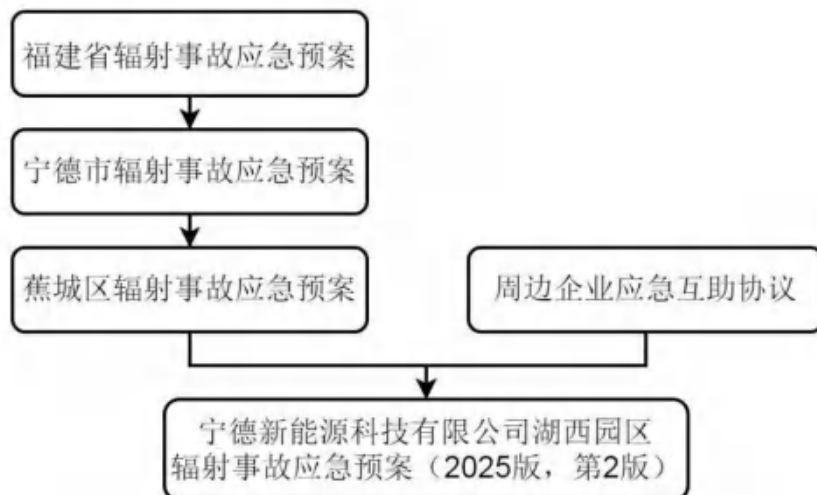 福建省辐射事故应急预案
宁德市辐射事故应急预案
蕉城区辐射事故应急预案
周边企业应急互助协议
宁德新能源科技有限公司湖西园区
辐射事故应急预案（2025版，第2版）